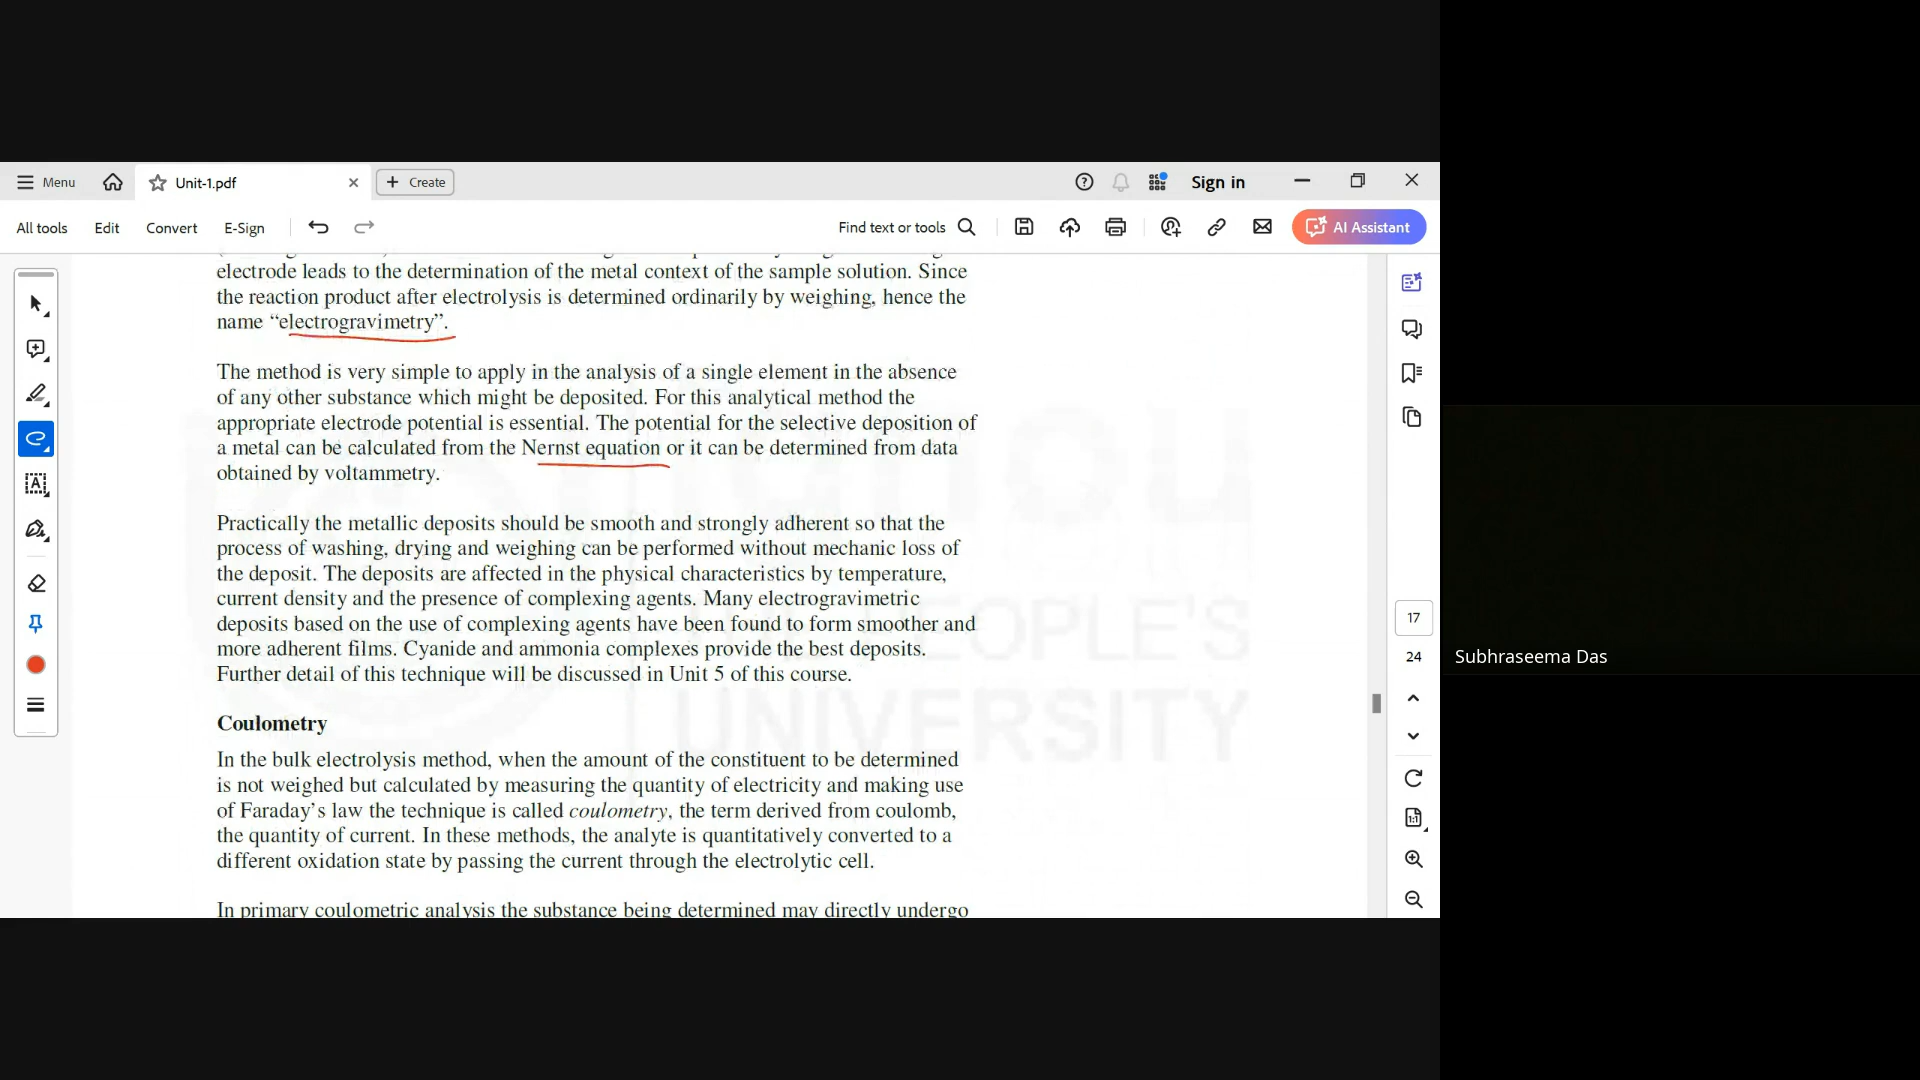 Menu
Unit-1.pdf
Create
Sign in
All tools
Edit
Convert
E-Sign
Find text or tools
AI Assistant
electrode leads to the determination of the metal context of the sample solution. Since
the reaction product after electrolysis is determined ordinarily by weighing, hence the
name “electrogravimetry”.
The method is very simple to apply in the analysis of a single element in the absence
of any other substance which might be deposited. For this analytical method the
appropriate electrode potential is essential. The potential for the selective deposition of
a metal can be calculated from the Nernst equation or it can be determined from data
obtained by voltammetry.
Practically the metallic deposits should be smooth and strongly adherent so that the
process of washing, drying and weighing can be performed without mechanic loss of
the deposit. The deposits are affected in the physical characteristics by temperature,
current density and the presence of complexing agents. Many electrogravimetric
deposits based on the use of complexing agents have been found to form smoother and
more adherent films. Cyanide and ammonia complexes provide the best deposits.
Further detail of this technique will be discussed in Unit 5 of this course.
Coulometry
In the bulk electrolysis method, when the amount of the constituent to be determined
is not weighed but calculated by measuring the quantity of electricity and making use
of Faraday’s law the technique is called coulometry, the term derived from coulomb,
the quantity of current. In these methods, the analyte is quantitatively converted to a
different oxidation state by passing the current through the electrolytic cell.
In primary coulometric analysis the substance being determined may directly undergo
PEOPLE'S
UNIVERSITY
17
24
Subhraseema Das